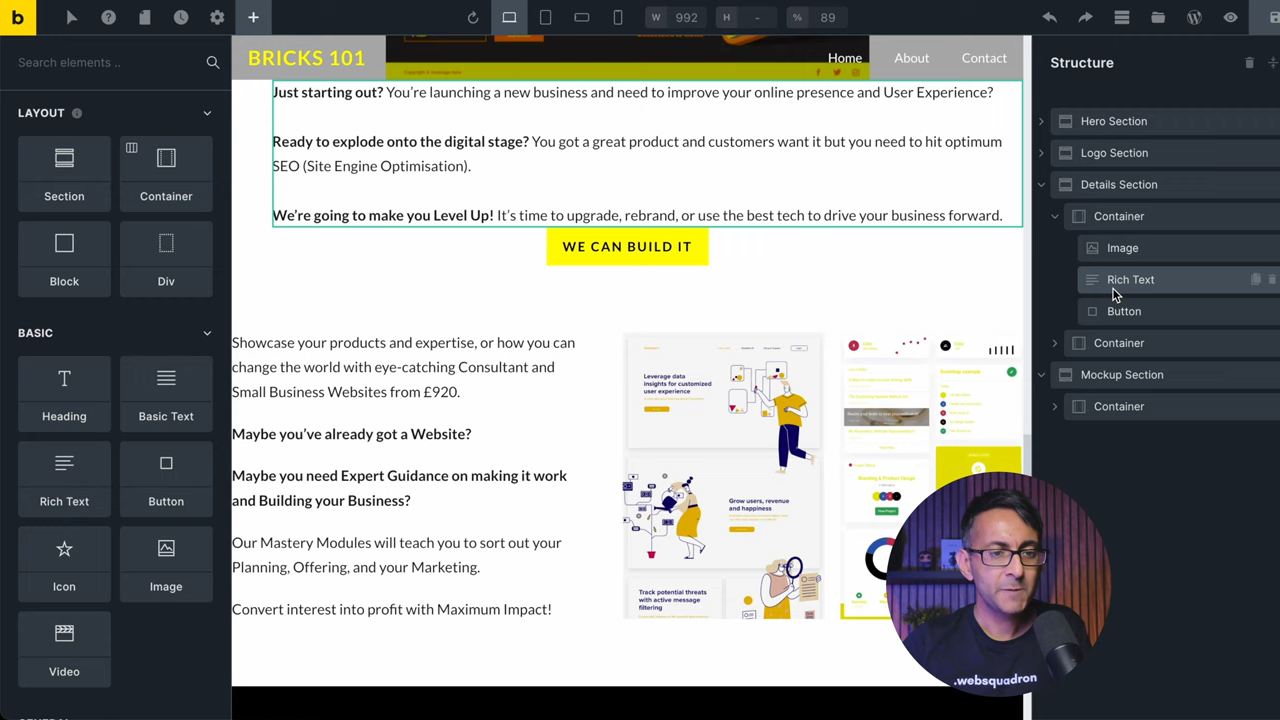 b
W 992 H - % 89
BRICKS 101
Home About Contact
Search elements ..
LAYOUT
Section
Container
Block
Div
BASIC
Heading
Basic Text
Rich Text
Button
Icon
Image
Video
Just starting out? You're launching a new business and need to improve your online presence and User Experience?
Ready to explode onto the digital stage? You got a great product and customers want it but you need to hit optimum
SEO (Site Engine Optimisation).
We're going to make you Level Up! It's time to upgrade, rebrand, or use the best tech to drive your business forward.
WE CAN BUILD IT
Showcase your products and expertise, or how you can
change the world with eye-catching Consultant and
Small Business Websites from £920.
Maybe you've already got a Website?
Maybe you need Expert Guidance on making it work
and Building your Business?
Our Mastery Modules will teach you to sort out your
Planning, Offering, and your Marketing.
Convert interest into profit with Maximum Impact!
Leverage data
insights for customized
user experience
Grow users, revenue
and happiness
Track potential threats
with active message
filtering
Branding & Product Design
Structure
Hero Section
Logo Section
Details Section
Container
Image
Rich Text
Button
Container
Mockup Section
Container
.websquadron